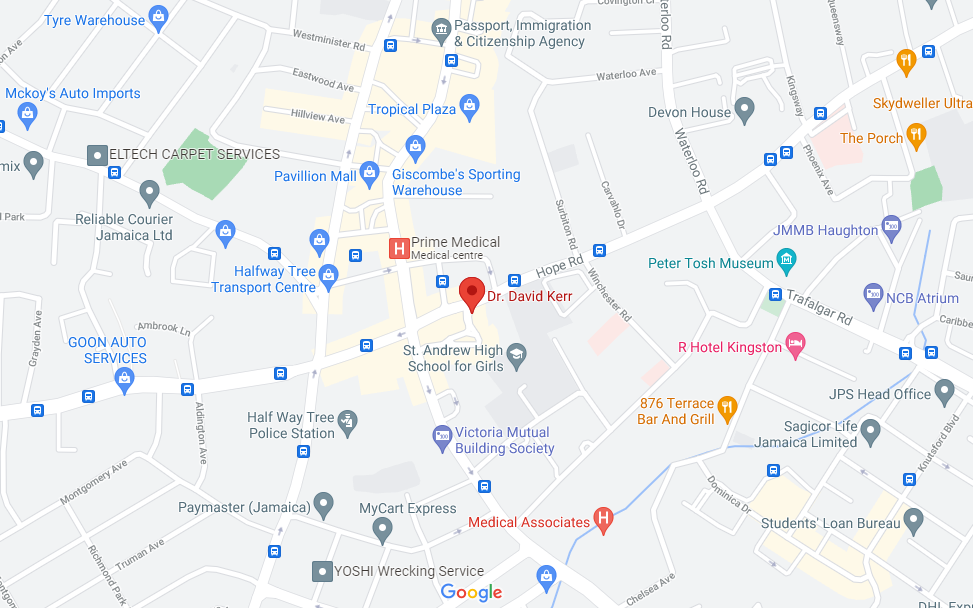 Covington Cr
Tyre Warehouse
Passport, Immigration
& Citizenship Agency
Westminster Rd
Waterloo Rd
Queensway
Eastwood Ave
Waterloo Ave
Kingsway
Mckoy's Auto Imports
Hillview Ave
Tropical Plaza
Devon House
Skydweller Ultra
The Porch
ELTECH CARPET SERVICES
Phoenix Ave
mix
Pavillion Mall
Giscombe's Sporting
Warehouse
Waterloo Rd
d Park
Reliable Courier
Jamaica Ltd
Surbiton Rd
Carvahlo Dr
JMMB Haughton
Prime Medical
Medical centre
Hope Rd
Peter Tosh Museum
Halfway Tree
Transport Centre
Winchester Rd
Dr. David Kerr
Trafalgar Rd
NCB Atrium
Caribbe
Grayden Ave
Ambrook Ln
GOON AUTO
SERVICES
St. Andrew High
School for Girls
R Hotel Kingston
JPS Head Office
Aldington Ave
Half Way Tree
Police Station
876 Terrace
Bar And Grill
Sagicor Life
Jamaica Limited
Knutsford Blvd
Victoria Mutual
Building Society
Montgomery Ave
Dominica Dr
Paymaster (Jamaica)
MyCart Express
Medical Associates
Students' Loan Bureau
Truman Ave
Richmond Park
YOSHI Wrecking Service
Google
Chelsea Ave
DHL Exp